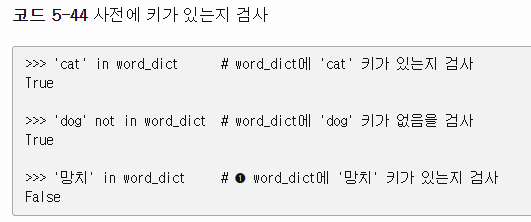 코드 5-44 사전에 키가 있는지 검사
>>> 'cat' in word_dict # word_dict에 'cat' 키가 있는지 검사
True
>>> 'dog' not in word_dict # word_dict에 'dog' 키가 없음을 검사
True
>>> '망치' in word_dict # ❶ word_dict에 '망치' 키가 있는지 검사
False